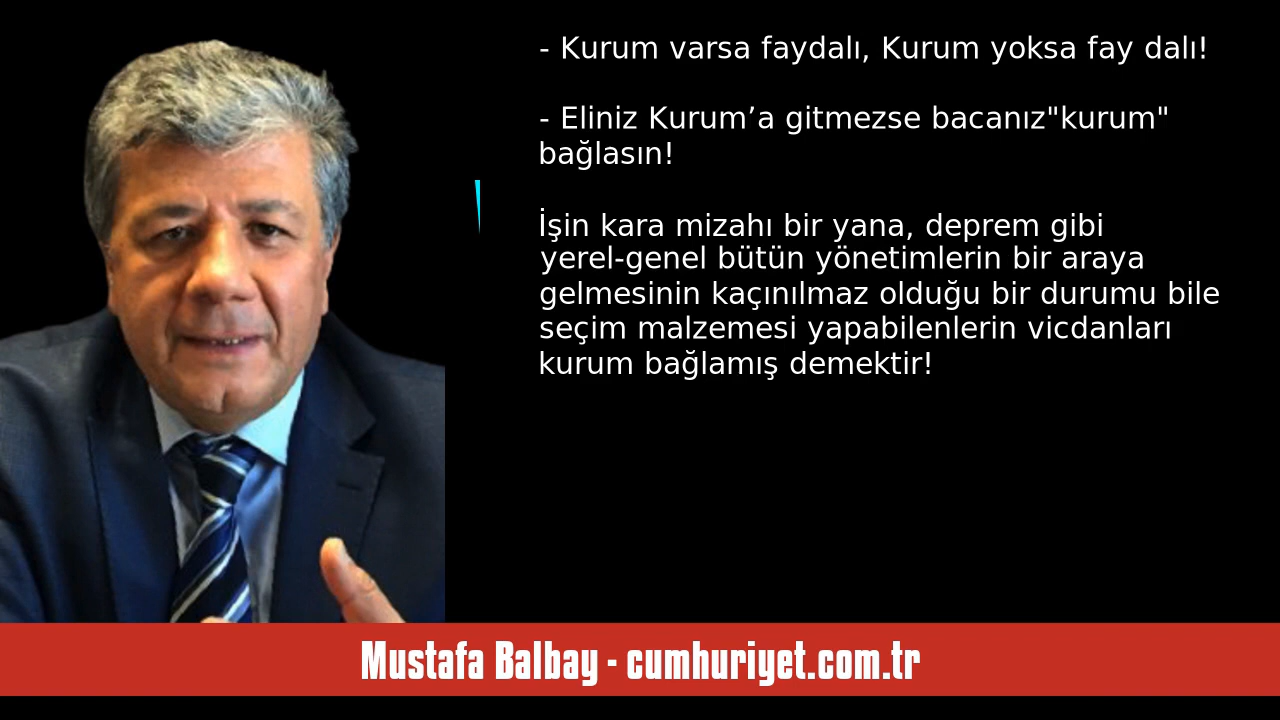 - Kurum varsa faydalı, Kurum yoksa fay dalı!
- Eliniz Kurum’a gitmezse bacanız"kurum"
bağlasın!
İşin kara mizahı bir yana, deprem gibi
yerel-genel bütün yönetimlerin bir araya
gelmesinin kaçınılmaz olduğu bir durumu bile
seçim malzemesi yapabilenlerin vicdanları
kurum bağlamış demektir!
Mustafa Balbay - cumhuriyet.com.tr